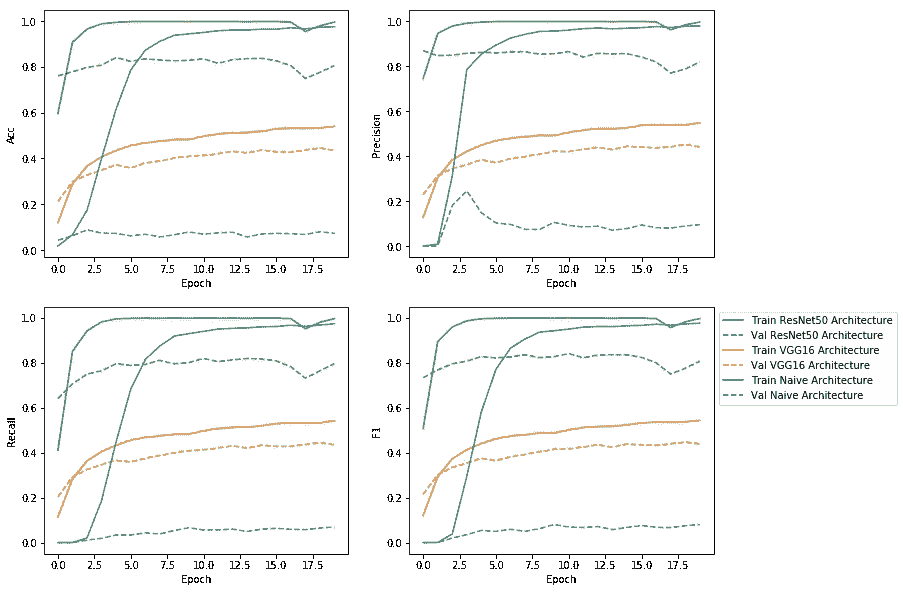 1.0
0.8
0.6
0.4
0.2
0.0
Acc
0.0 2.5 5.0 7.5 10.0 12.5 15.0 17.5
Epoch
1.0
0.8
0.6
0.4
0.2
0.0
Precision
0.0 2.5 5.0 7.5 10.0 12.5 15.0 17.5
Epoch
1.0
0.8
0.6
0.4
0.2
0.0
Recall
0.0 2.5 5.0 7.5 10.0 12.5 15.0 17.5
Epoch
1.0
0.8
0.6
0.4
0.2
0.0
F1
0.0 2.5 5.0 7.5 10.0 12.5 15.0 17.5
Epoch
Train ResNet50 Architecture
Val ResNet50 Architecture
Train VGG16 Architecture
Val VGG16 Architecture
Train Naive Architecture
Val Naive Architecture